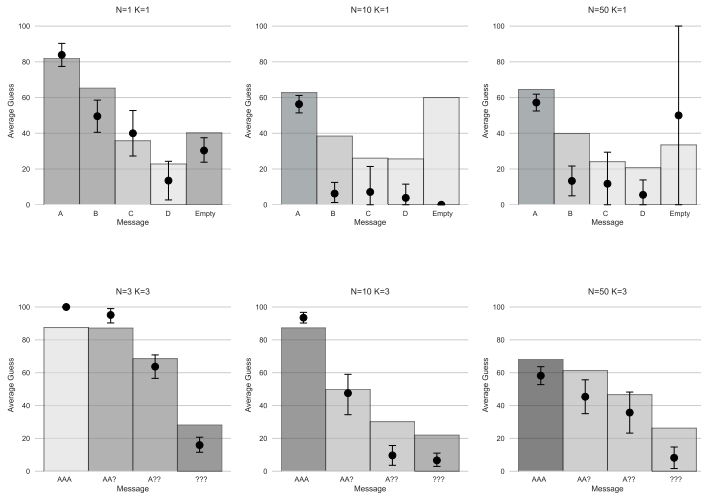 N=1 K=1
N=10 K=1
N=50 K=1
100
80
60
40
20
0
Average Guess
A B C D Empty
Message
100
80
60
40
20
0
Average Guess
A B C D Empty
Message
100
80
60
40
20
0
Average Guess
A B C D Empty
Message
N=3 K=3
N=10 K=3
N=50 K=3
100
80
60
40
20
0
Average Guess
AAA AA? A?? ???
Message
100
80
60
40
20
0
Average Guess
AAA AA? A?? ???
Message
100
80
60
40
20
0
Average Guess
AAA AA? A?? ???
Message